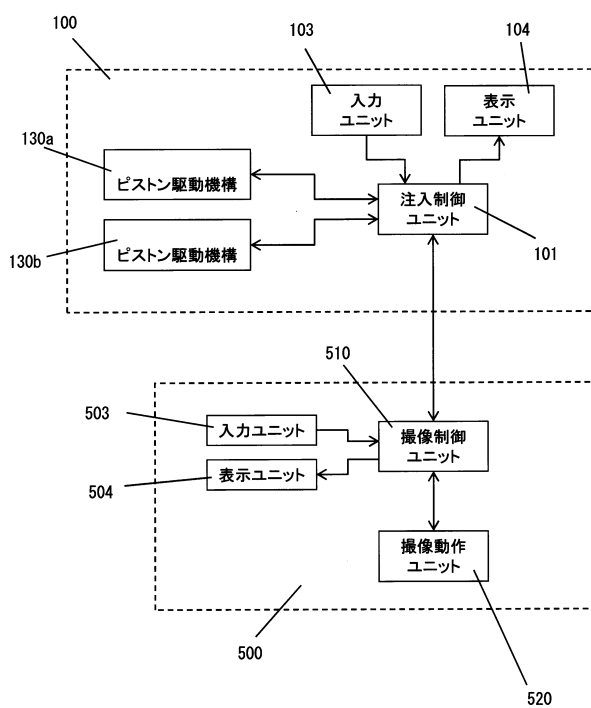 100
103
104
入力
ユニット
表示
ユニット
130a
ピストン駆動機構
注入制御
ユニット
ピストン駆動機構
130b
101
510
503
入力ユニット
撮像制御
ユニット
表示ユニット
504
撮像動作
ユニット
500
520